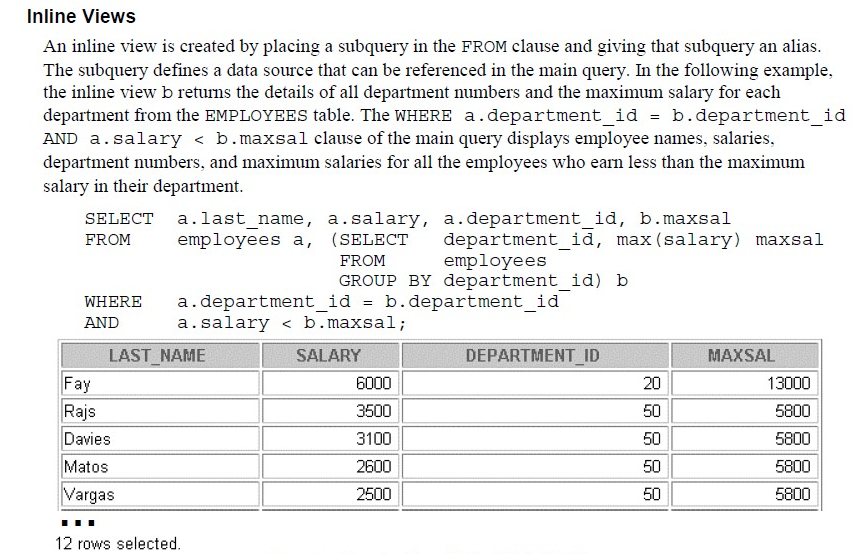 Inline Views
An inline view is created by placing a subquery in the FROM clause and giving that subquery an alias.
The subquery defines a data source that can be referenced in the main query. In the following example,
the inline view b returns the details of all department numbers and the maximum salary for each
department from the EMPLOYEES table. The WHERE a.department_id = b.department_id
AND a.salary < b.maxsal clause of the main query displays employee names, salaries,
department numbers, and maximum salaries for all the employees who earn less than the maximum
salary in their department.
SELECT a.last_name, a.salary, a.department_id, b.maxsal
FROM employees a, (SELECT department_id, max(salary) maxsal
FROM employees
GROUP BY department_id) b
WHERE a.department_id = b.department_id
AND a.salary < b.maxsal;
LAST_NAME SALARY DEPARTMENT_ID MAXSAL
Fay 6000 20 13000
Rajs 3500 50 5800
Davies 3100 50 5800
Matos 2600 50 5800
Vargas 2500 50 5800
...
12 rows selected.